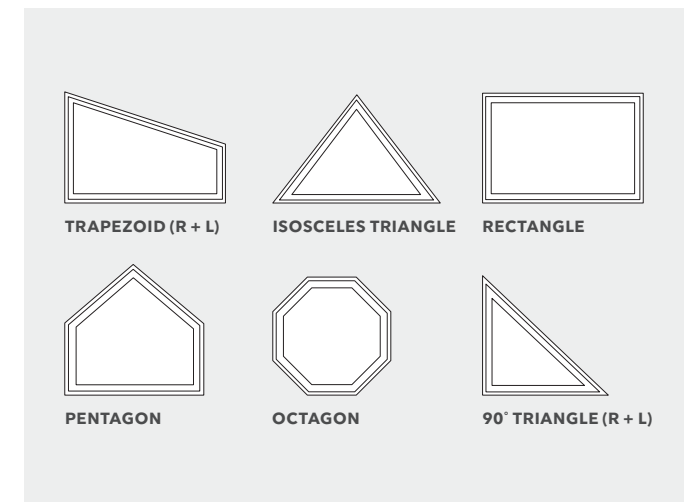 TRAPEZOID (R + L)
ISOSCELES TRIANGLE
RECTANGLE
PENTAGON
OCTAGON
90° TRIANGLE (R + L)